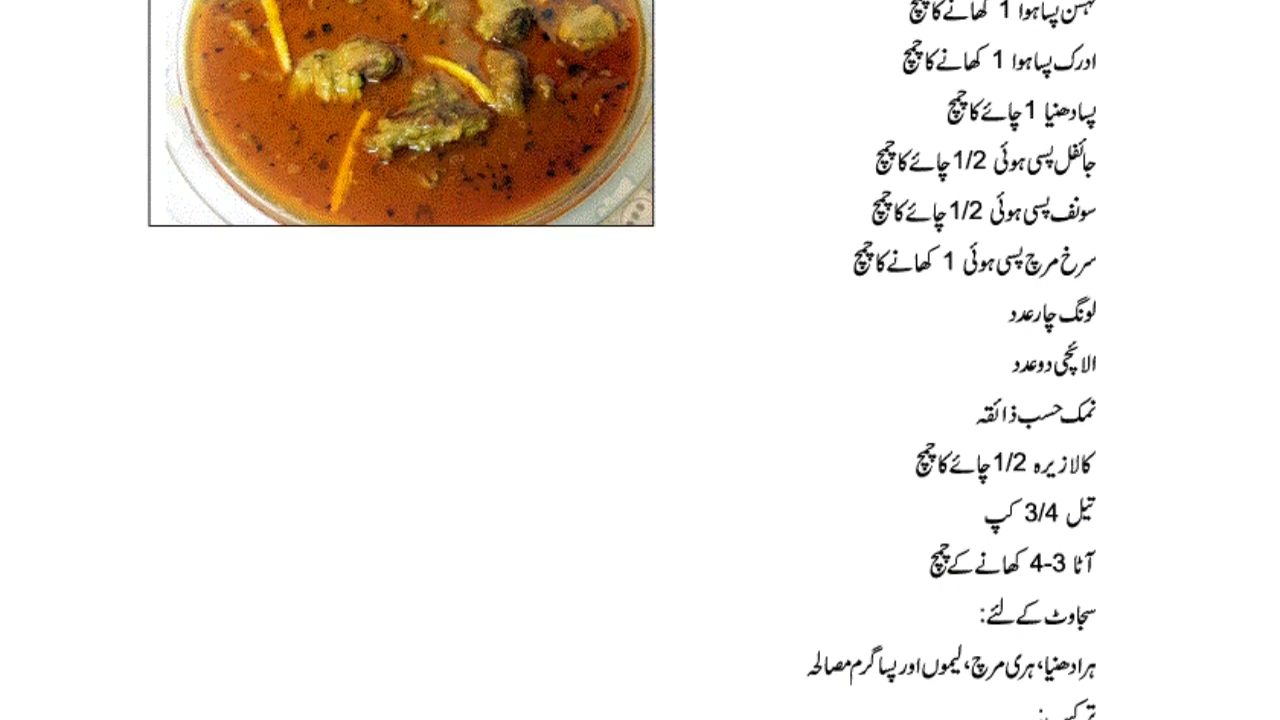 لہسن پسا ہوا 1 کھانے کا چمچ
ادرک پسا ہوا 1 کھانے کا چمچ
پسا دھنیا 1 چائے کا چمچ
جائفل پسی ہوئی 1/2 چائے کا چمچ
سونف پسی ہوئی 1/2 چائے کا چمچ
سرخ مرچ پسی ہوئی 1 کھانے کا چمچ
لونگ چار عدد
الائچی دو عدد
نمک حسب ذائقہ
کالا زیرہ 1/2 چائے کا چمچ
تیل 3/4 کپ
آٹا 3-4 کھانے کے چمچ
سجاوٹ کے لئے:
ہرا دھنیا، ہری مرچ، لیموں اور پسا گرم مصالحہ